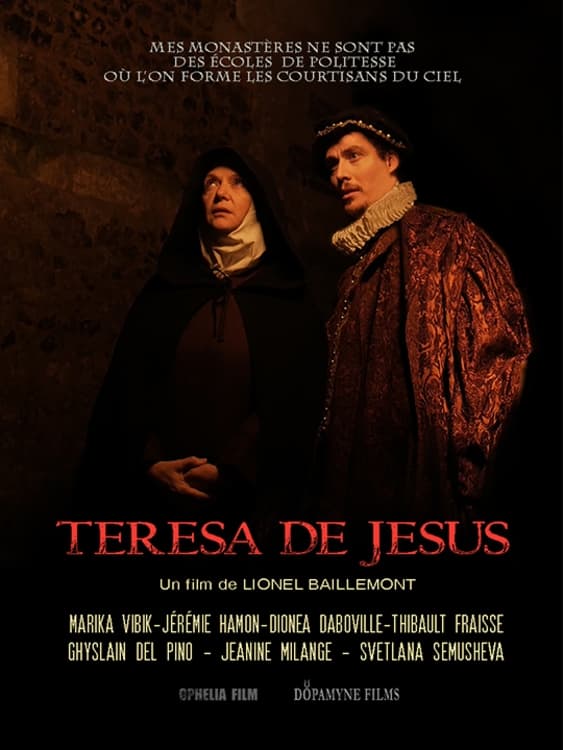 MES MONASTÈRES NE SONT PAS
DES ÉCOLES DE POLITESSE
OÙ L'ON FORME LES COURTISANS DU CIEL
TERESA DE JESUS
Un film de LIONEL BAILLEMONT
MARIKA VIBIK-JÉRÉMIE HAMON-DIONEA DABOVILLE-THIBAULT FRAISSE
GHYSLAIN DEL PINO - JEANINE MILANGE - SVETLANA SEMUSHEVA
OPHELIA FILM
DOPAMYNE FILMS